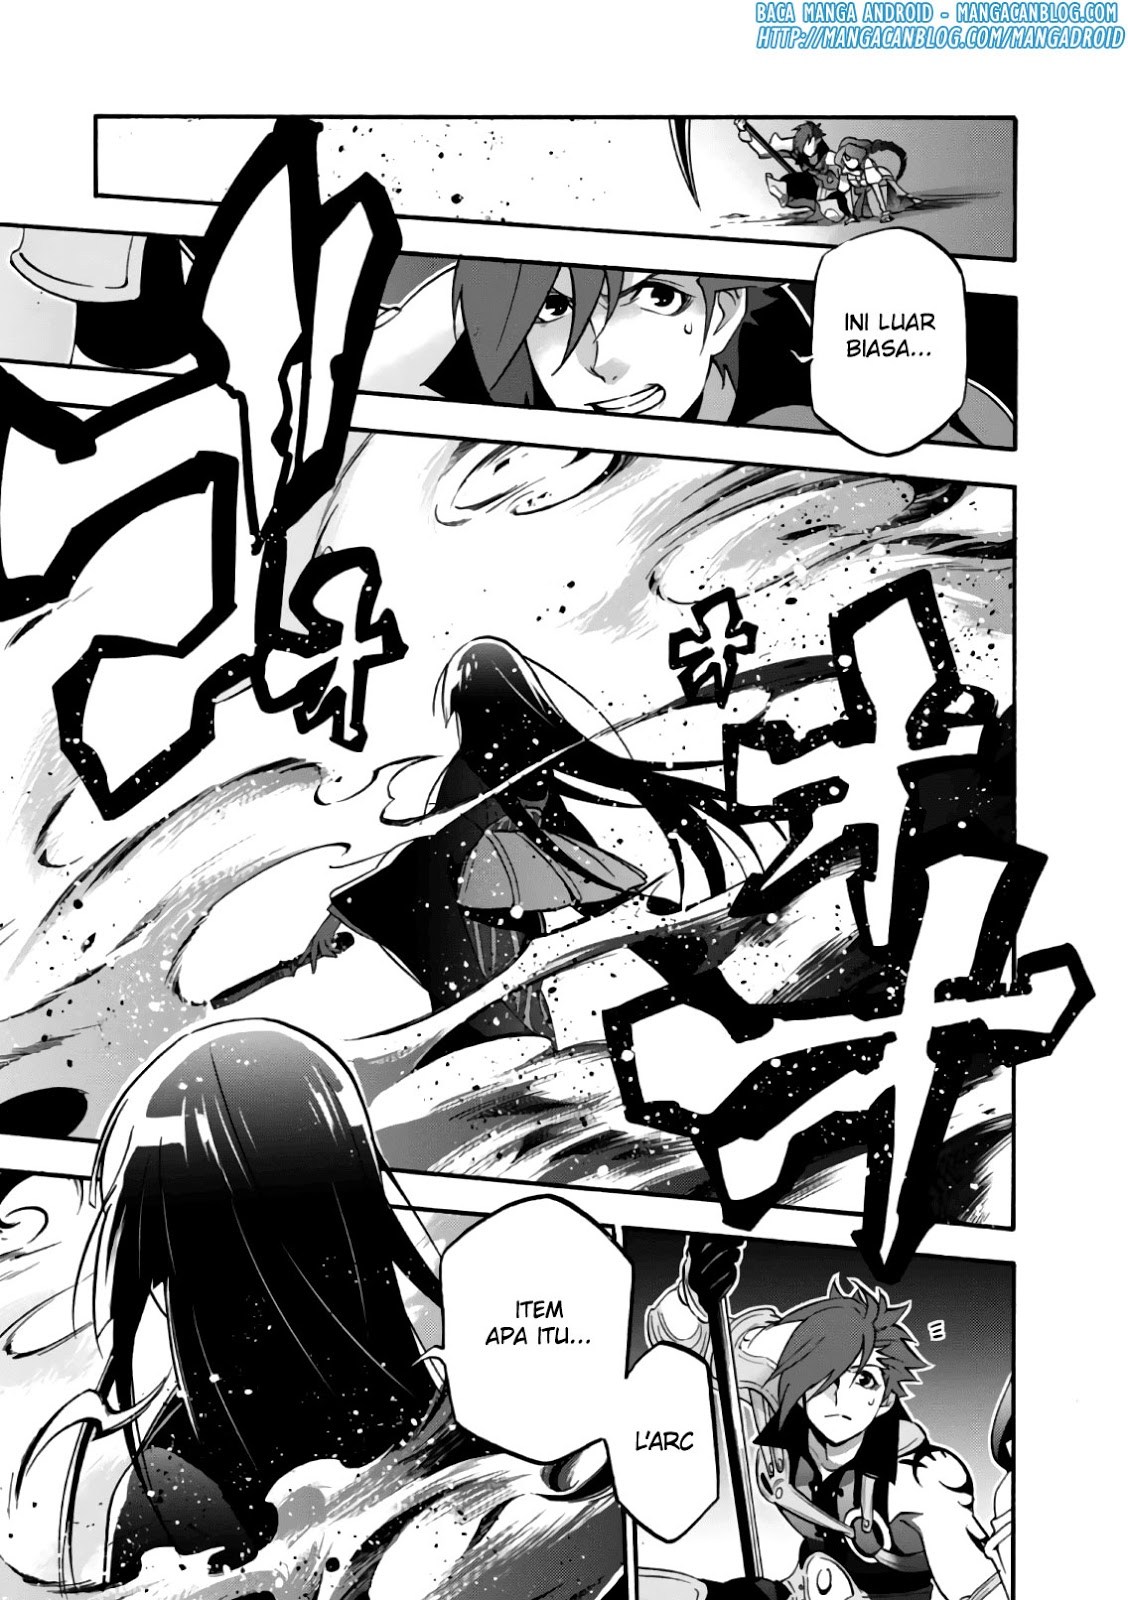 BACA MANGA ANDROID - MANGACANBLOG.COM
HTTP://MANGACANBLOG.COM/MANGADROID
INI LUAR
BIASA...
L'ARC
ITEM
APA ITU...